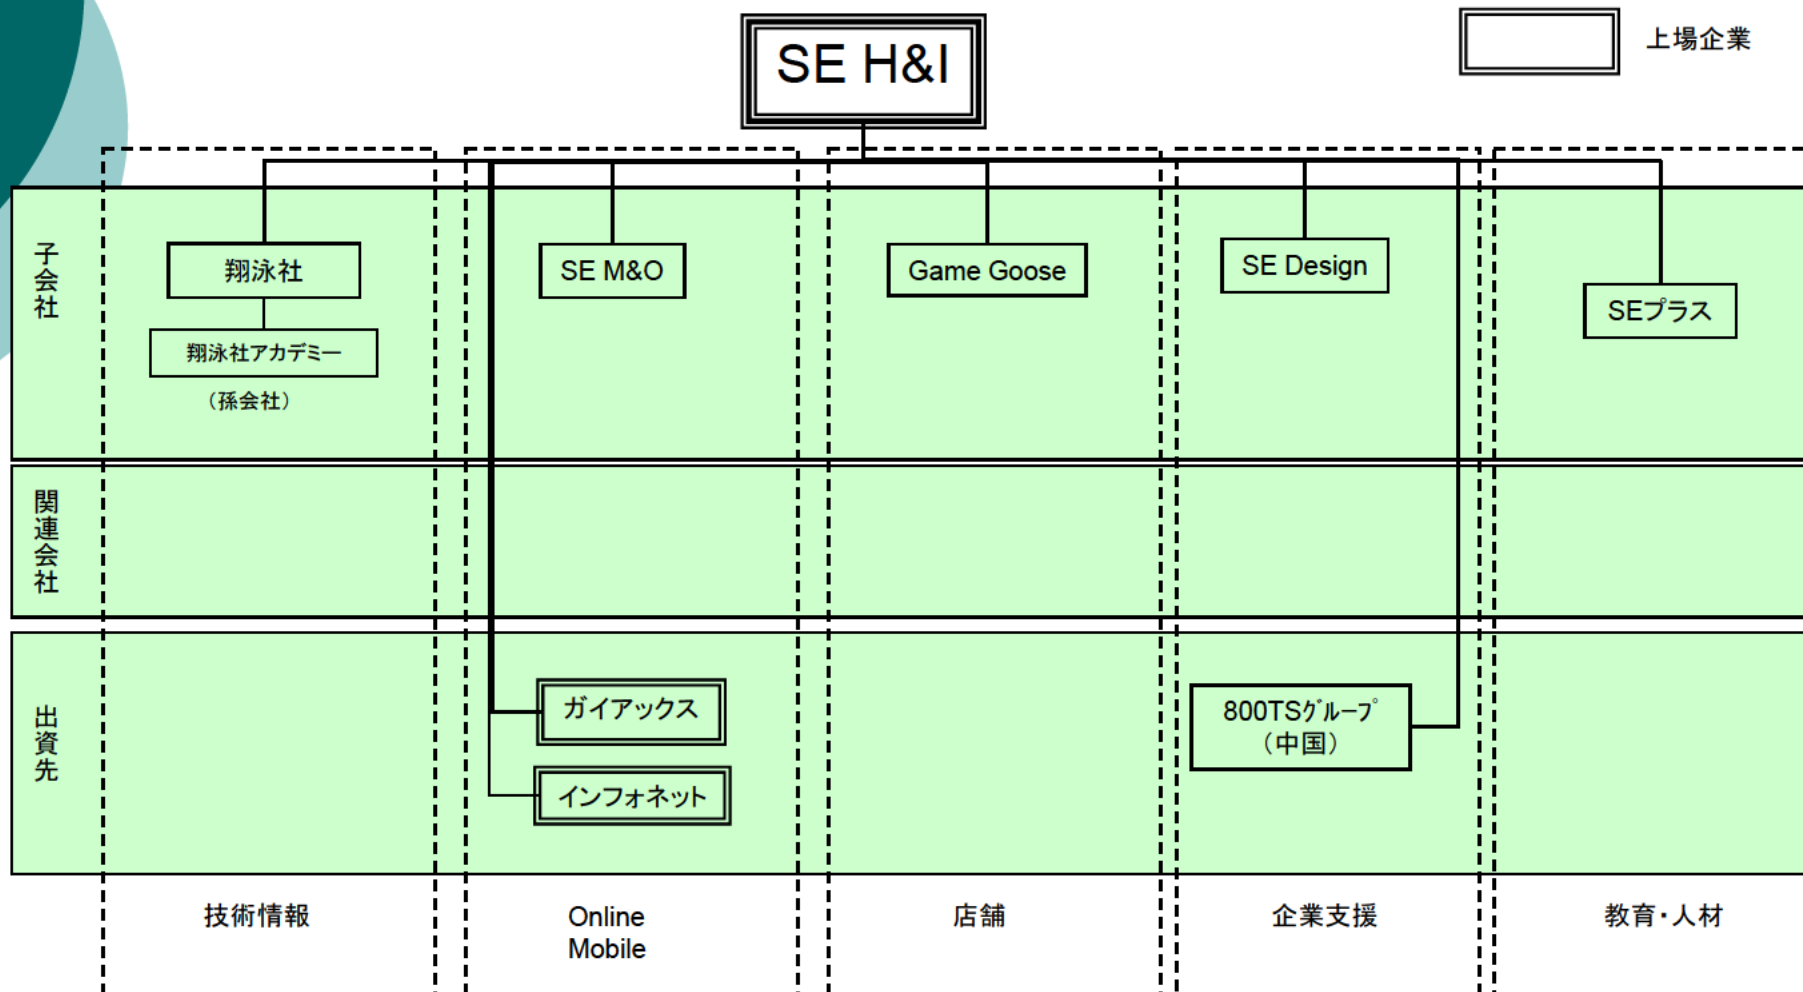 SE H&I
上場企業
子会社
翔泳社
SE M&O
Game Goose
SE Design
SEプラス
翔泳社アカデミー
（孫会社）
関連会社
出資先
ガイアックス
インフォネット
800TSｸﾞﾙｰﾌﾟ
（中国）
技術情報
Online
Mobile
店舗
企業支援
教育・人材